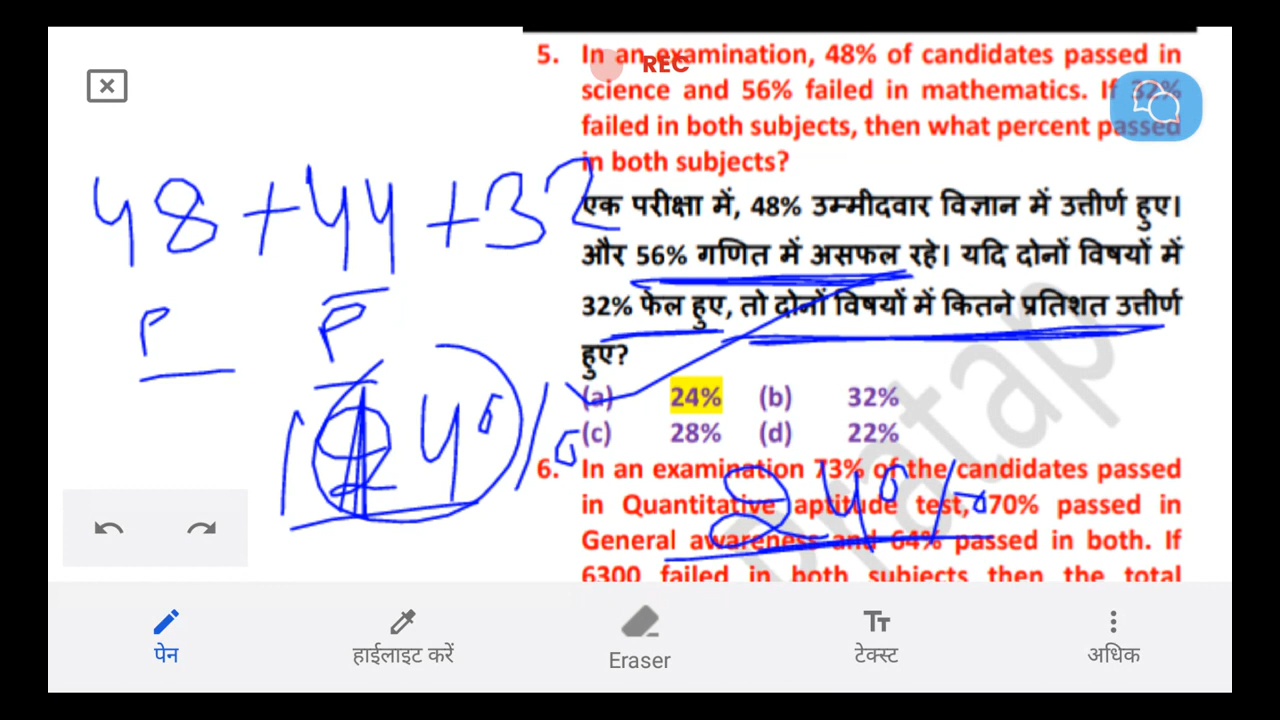 5. In an examination, 48% of candidates passed in
REC
science and 56% failed in mathematics. If 32%
failed in both subjects, then what percent passed
in both subjects?
एक परीक्षा में, 48% उम्मीदवार विज्ञान में उत्तीर्ण हुए।
और 56% गणित में असफल रहे। यदि दोनों विषयों में
32% फेल हुए, तो दोनों विषयों में कितने प्रतिशत उत्तीर्ण
हुए?
(a) 24% (b) 32%
(c) 28% (d) 22%
48+44+32
P P
124%
24%
6. In an examination 73% of the candidates passed
in Quantitative aptitude test, 70% passed in
General awareness and 64% passed in both. If
6300 failed in both subjects then the total
Pratap
पेन
हाईलाइट करें
Eraser
Tт
टेक्स्ट
अधिक